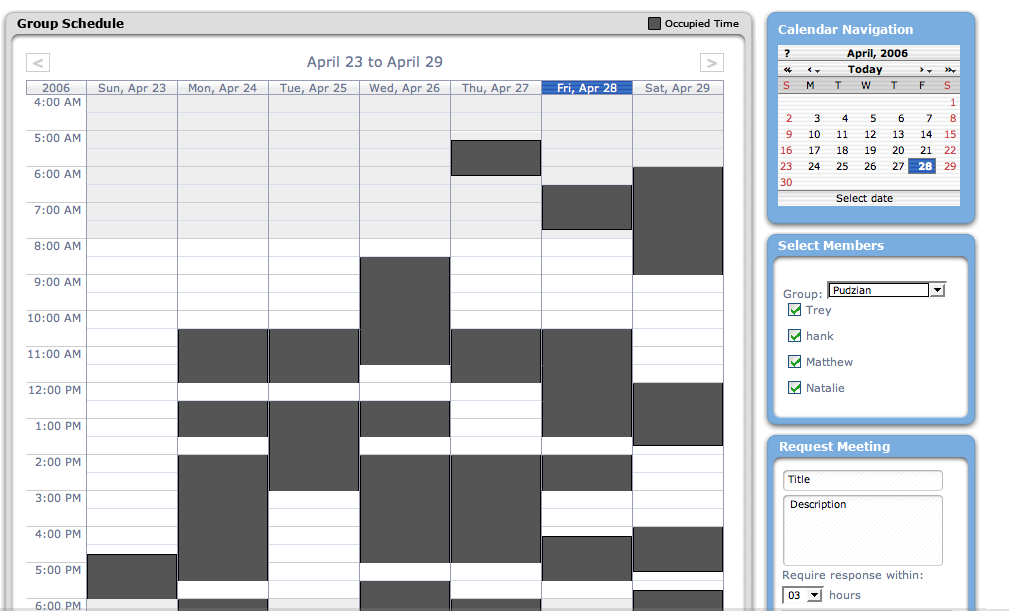 Group Schedule
Occupied Time
<
April 23 to April 29
>
2006 Sun, Apr 23 Mon, Apr 24 Tue, Apr 25 Wed, Apr 26 Thu, Apr 27 Fri, Apr 28 Sat, Apr 29
4:00 AM
5:00 AM
6:00 AM
7:00 AM
8:00 AM
9:00 AM
10:00 AM
11:00 AM
12:00 PM
1:00 PM
2:00 PM
3:00 PM
4:00 PM
5:00 PM
6:00 PM
Calendar Navigation
? April, 2006
« ‹ Today › »
S M T W T F S
1
2 3 4 5 6 7 8
9 10 11 12 13 14 15
16 17 18 19 20 21 22
23 24 25 26 27 28 29
30
Select date
Select Members
Group: Pudzian
Trey
hank
Matthew
Natalie
Request Meeting
Title
Description
Require response within:
03 hours